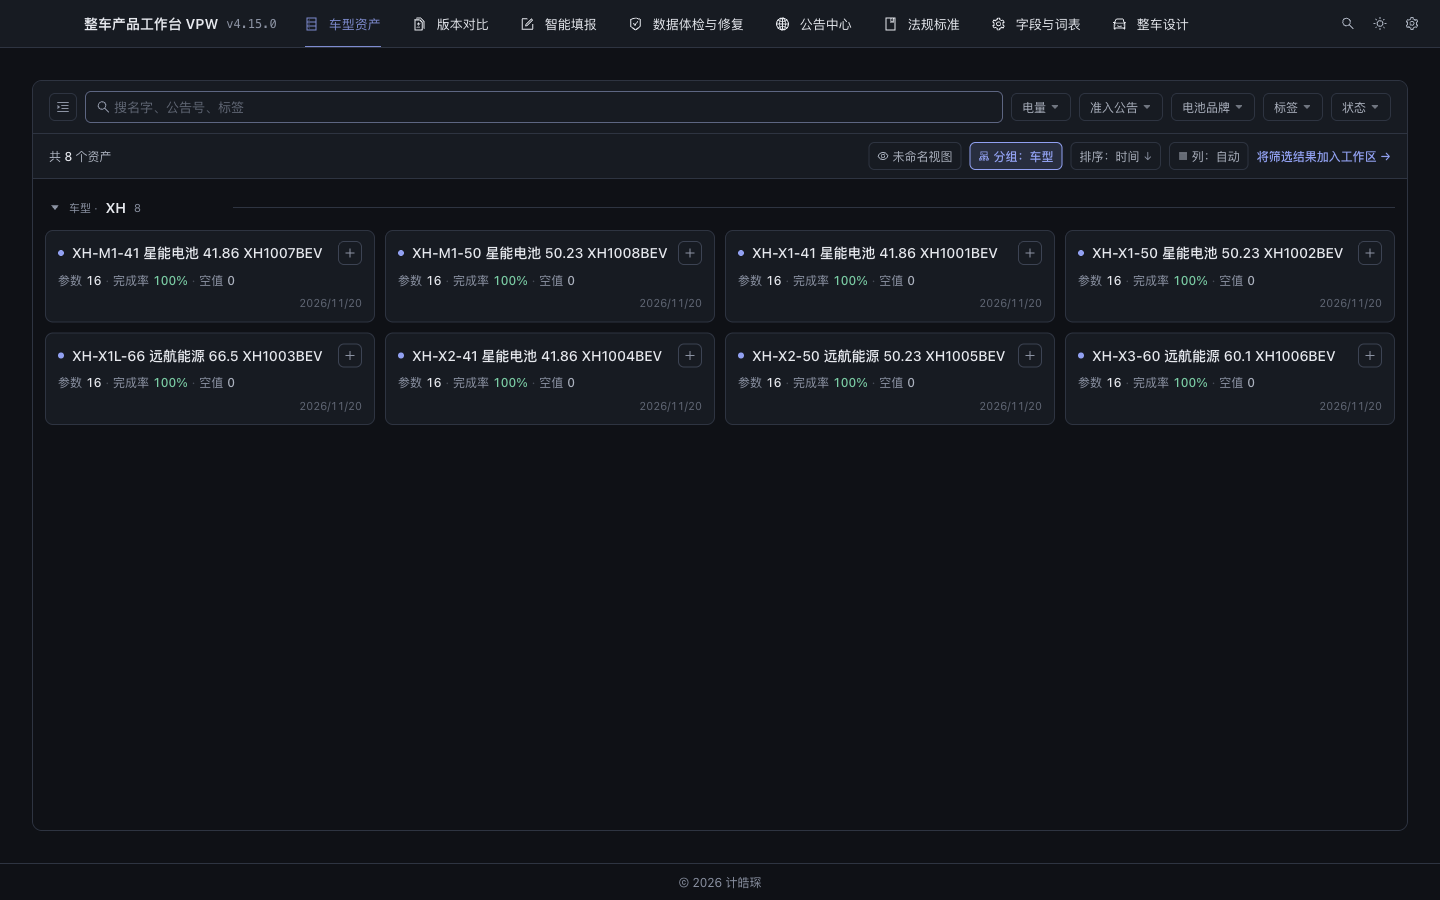 整车产品工作台 VPW v4.15.0 车型资产 版本对比 智能填报 数据体检与修复 公告中心 法规标准 字段与词表 整车设计
搜名字、公告号、标签 电量 准入公告 电池品牌 标签 状态
共 8 个资产 未命名视图 分组：车型 排序：时间 ↓ 列：自动 将筛选结果加入工作区 →
车型 · XH 8
XH-M1-41 星能电池 41.86 XH1007BEV
参数 16 · 完成率 100% · 空值 0
2026/11/20
XH-M1-50 星能电池 50.23 XH1008BEV
参数 16 · 完成率 100% · 空值 0
2026/11/20
XH-X1-41 星能电池 41.86 XH1001BEV
参数 16 · 完成率 100% · 空值 0
2026/11/20
XH-X1-50 星能电池 50.23 XH1002BEV
参数 16 · 完成率 100% · 空值 0
2026/11/20
XH-X1L-66 远航能源 66.5 XH1003BEV
参数 16 · 完成率 100% · 空值 0
2026/11/20
XH-X2-41 星能电池 41.86 XH1004BEV
参数 16 · 完成率 100% · 空值 0
2026/11/20
XH-X2-50 远航能源 50.23 XH1005BEV
参数 16 · 完成率 100% · 空值 0
2026/11/20
XH-X3-60 远航能源 60.1 XH1006BEV
参数 16 · 完成率 100% · 空值 0
2026/11/20
© 2026 计皓琛